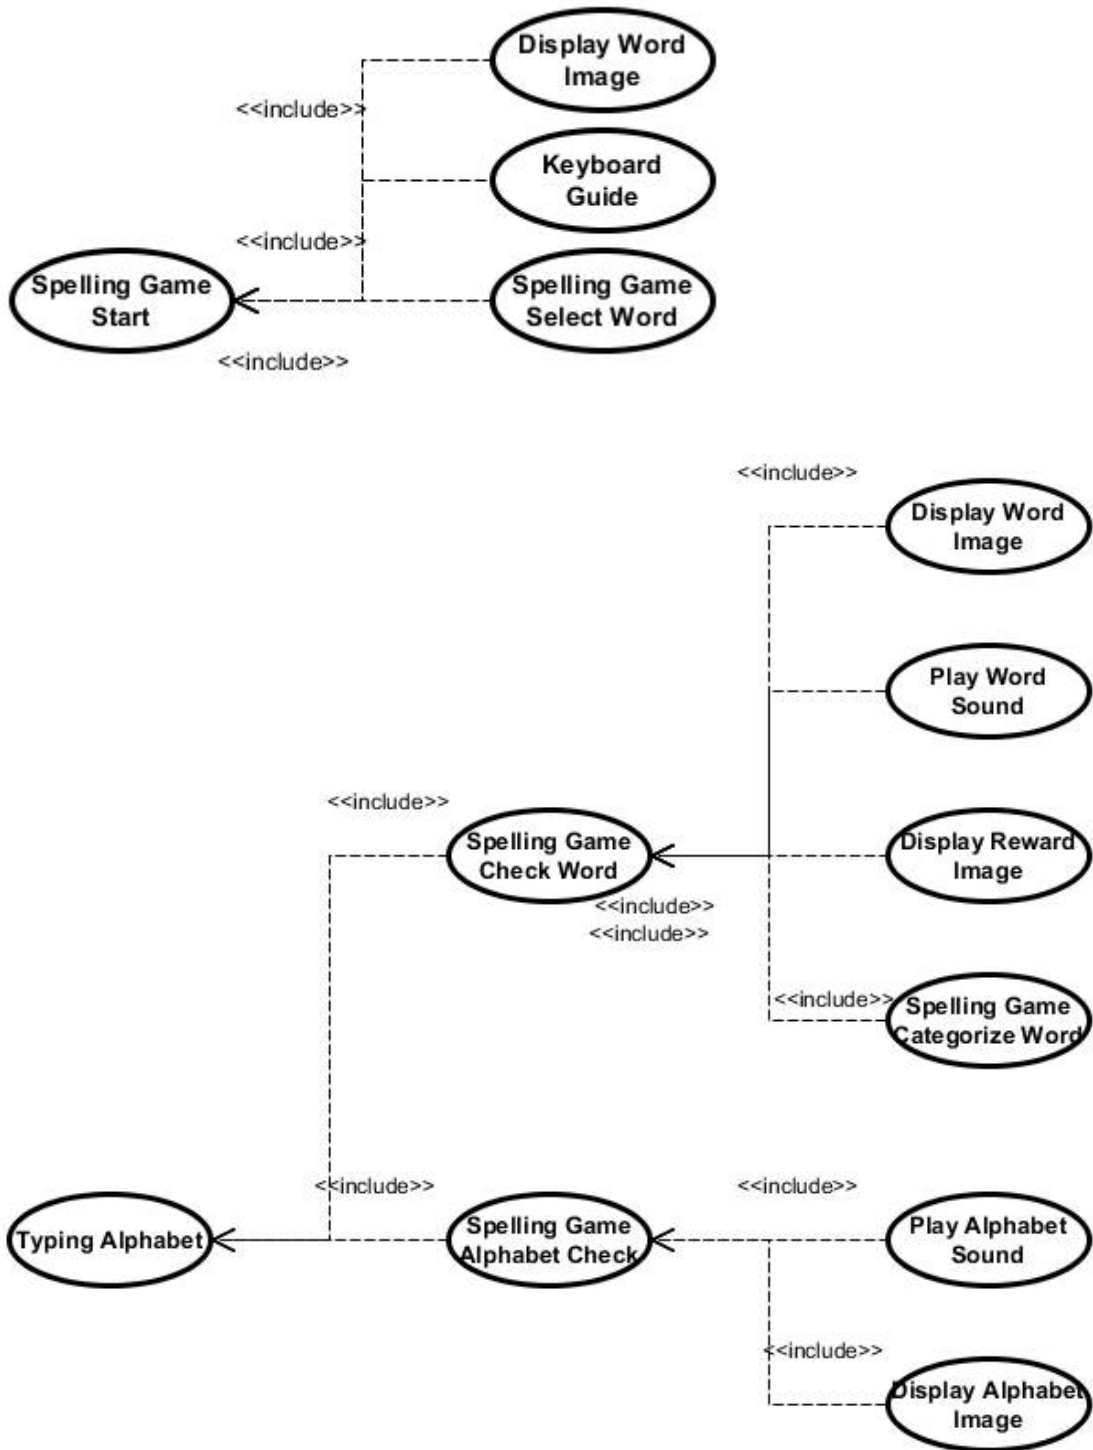 Display Word
Image
<<include>>
Keyboard
Guide
<<include>>
Spelling Game
Start
Spelling Game
Select Word
<<include>>
<<include>>
Display Word
Image
Play Word
Sound
<<include>>
Spelling Game
Check Word
Display Reward
Image
<<include>>
<<include>>
<<include>>
Spelling Game
Categorize Word
<<include>>
<<include>>
Typing Alphabet
Spelling Game
Alphabet Check
Play Alphabet
Sound
<<include>>
Display Alphabet
Image